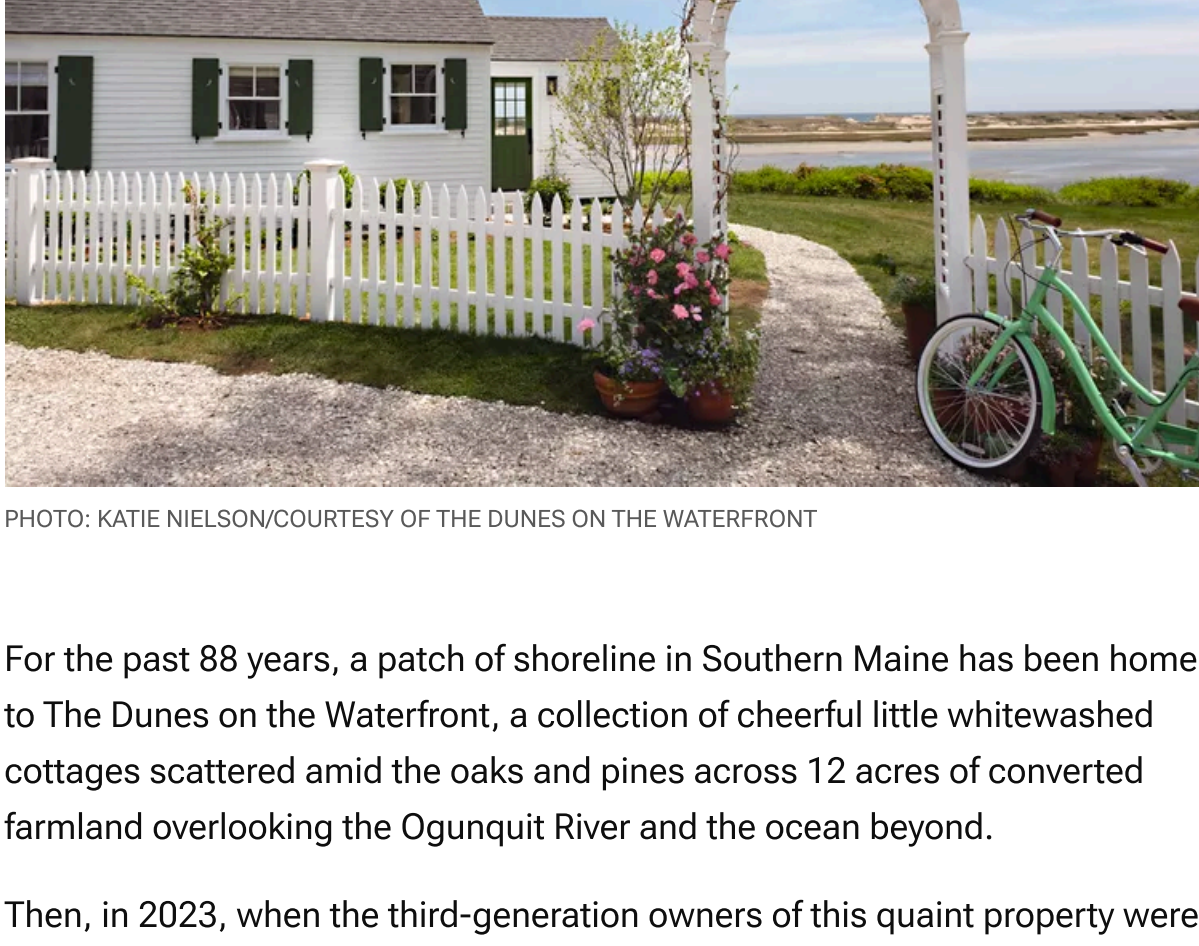 PHOTO: KATIE NIELSON/COURTESY OF THE DUNES ON THE WATERFRONT
For the past 88 years, a patch of shoreline in Southern Maine has been home
to The Dunes on the Waterfront, a collection of cheerful little whitewashed
cottages scattered amid the oaks and pines across 12 acres of converted
farmland overlooking the Ogunquit River and the ocean beyond.
Then, in 2023, when the third-generation owners of this quaint property were